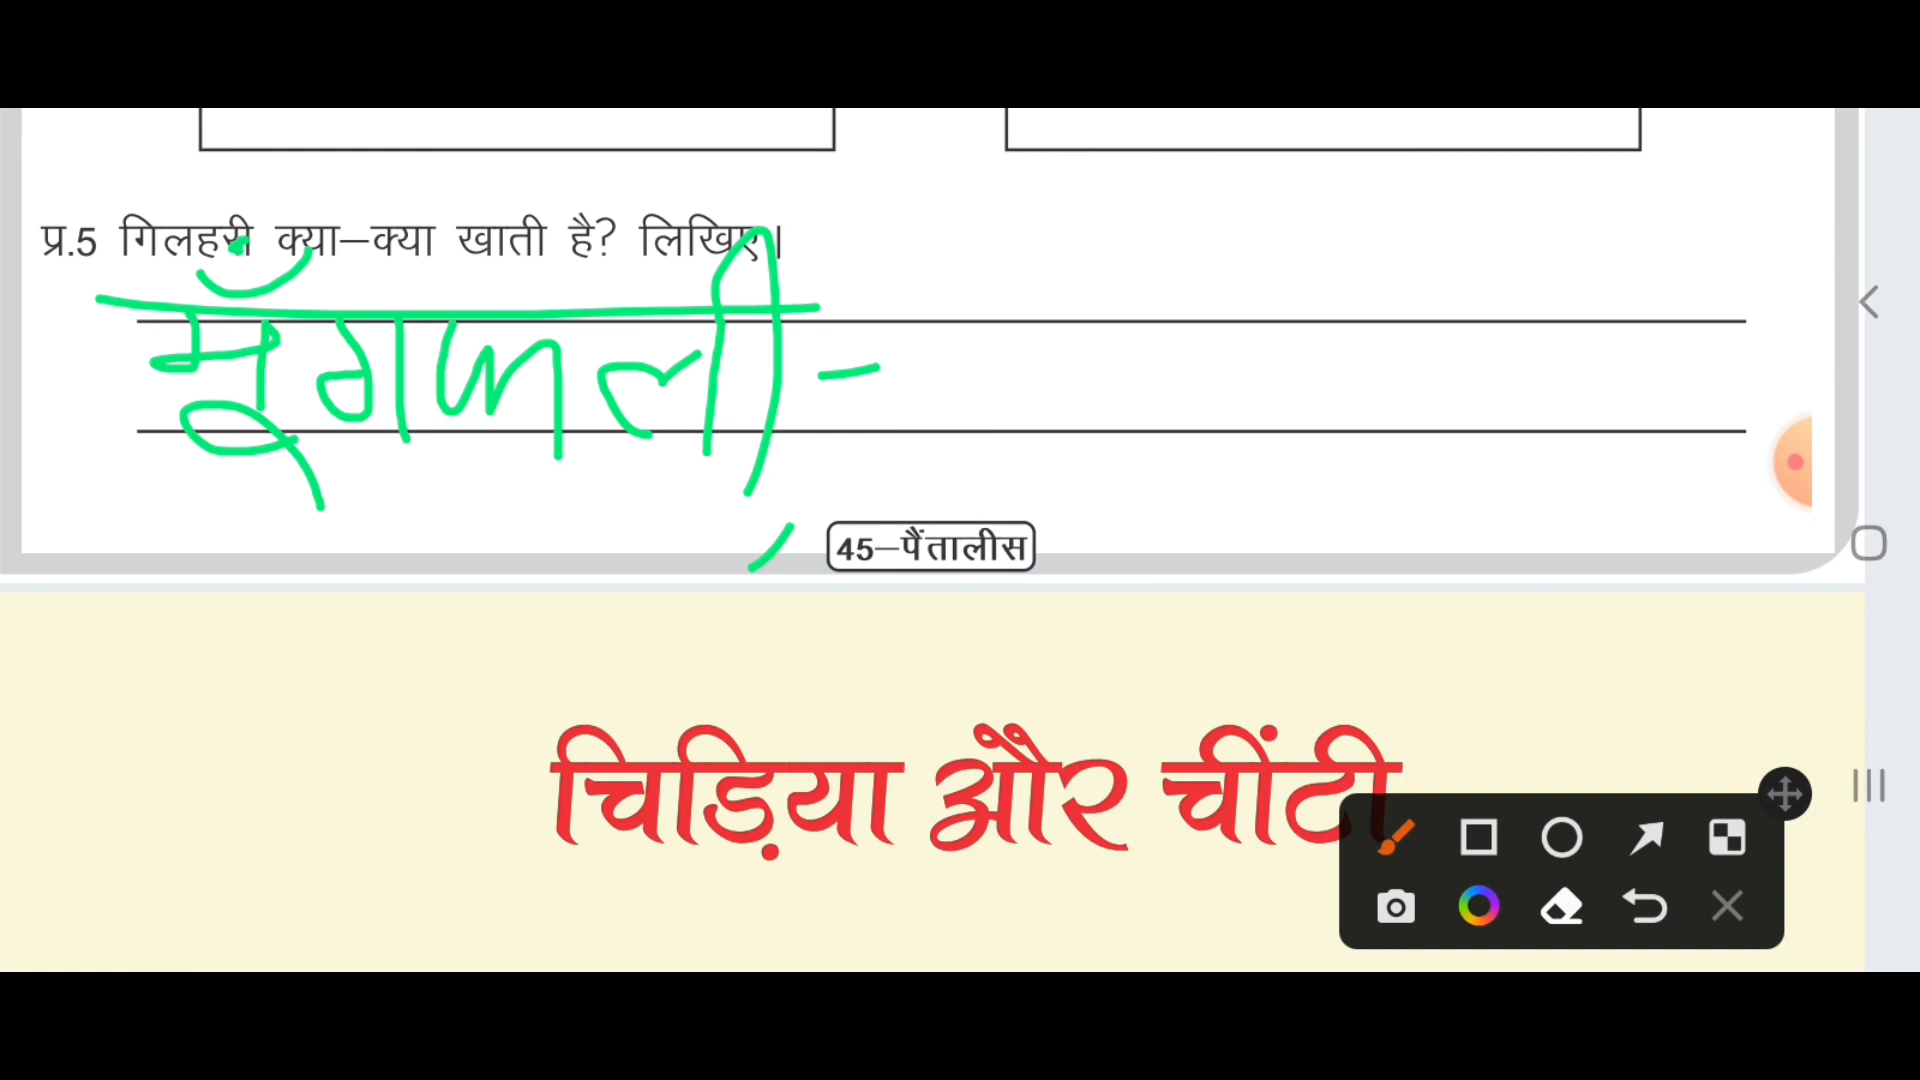 प्र.5 गिलहरी क्या–क्या खाती है? लिखिए।
मूँगफली –
,
45–पैंतालीस
चिड़िया और चींटी